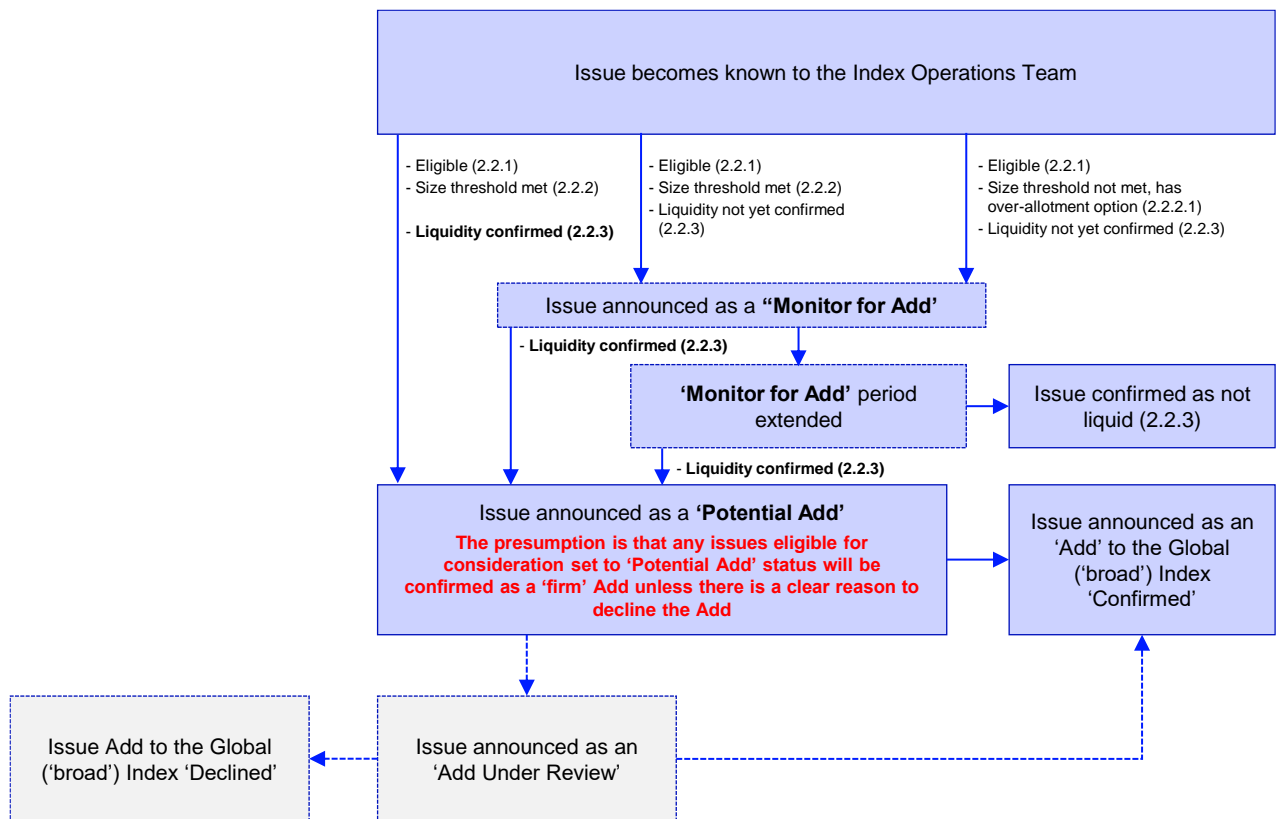 Issue becomes known to the Index Operations Team
- Eligible (2.2.1)
- Size threshold met (2.2.2)
- Liquidity confirmed (2.2.3)
- Eligible (2.2.1)
- Size threshold met (2.2.2)
- Liquidity not yet confirmed
(2.2.3)
- Eligible (2.2.1)
- Size threshold not met, has
over-allotment option (2.2.2.1)
- Liquidity not yet confirmed (2.2.3)
Issue announced as a “Monitor for Add’
- Liquidity confirmed (2.2.3)
‘Monitor for Add’ period
extended
Issue confirmed as not
liquid (2.2.3)
- Liquidity confirmed (2.2.3)
Issue announced as a ‘Potential Add’
The presumption is that any issues eligible for
consideration set to ‘Potential Add’ status will be
confirmed as a ‘firm’ Add unless there is a clear reason to
decline the Add
Issue announced as an
‘Add’ to the Global
(‘broad’) Index
‘Confirmed’
Issue Add to the Global
(‘broad’) Index ‘Declined’
Issue announced as an
‘Add Under Review’